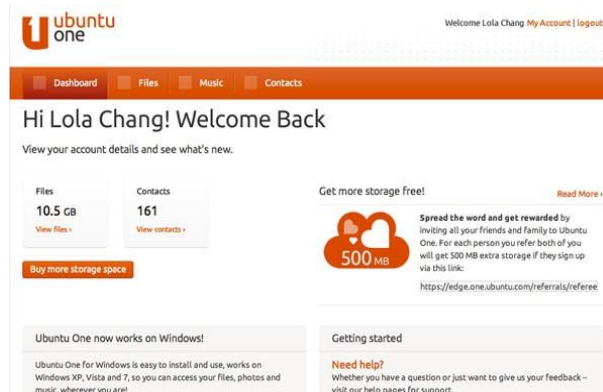 ubuntu
one
Welcome Lola Chang My Account | logout
Dashboard Files Music Contacts
Hi Lola Chang! Welcome Back
View your account details and see what's new.
Files
10.5 GB
View files ›
Contacts
161
View contacts ›
Buy more storage space
Get more storage free!
Read More ›
500 MB
Spread the word and get rewarded by
inviting all your friends and family to Ubuntu
One. For each person you refer both of you
will get 500 MB extra storage if they sign up
via this link:
https://edge.one.ubuntu.com/referrals/referee
Ubuntu One now works on Windows!
Ubuntu One for Windows is easy to install and use, works on
Windows XP, Vista and 7, so you can access your files, photos and
music, wherever you are!
Getting started
Need help?
Whether you have a question or just want to give us your feedback –
visit our help pages for support.